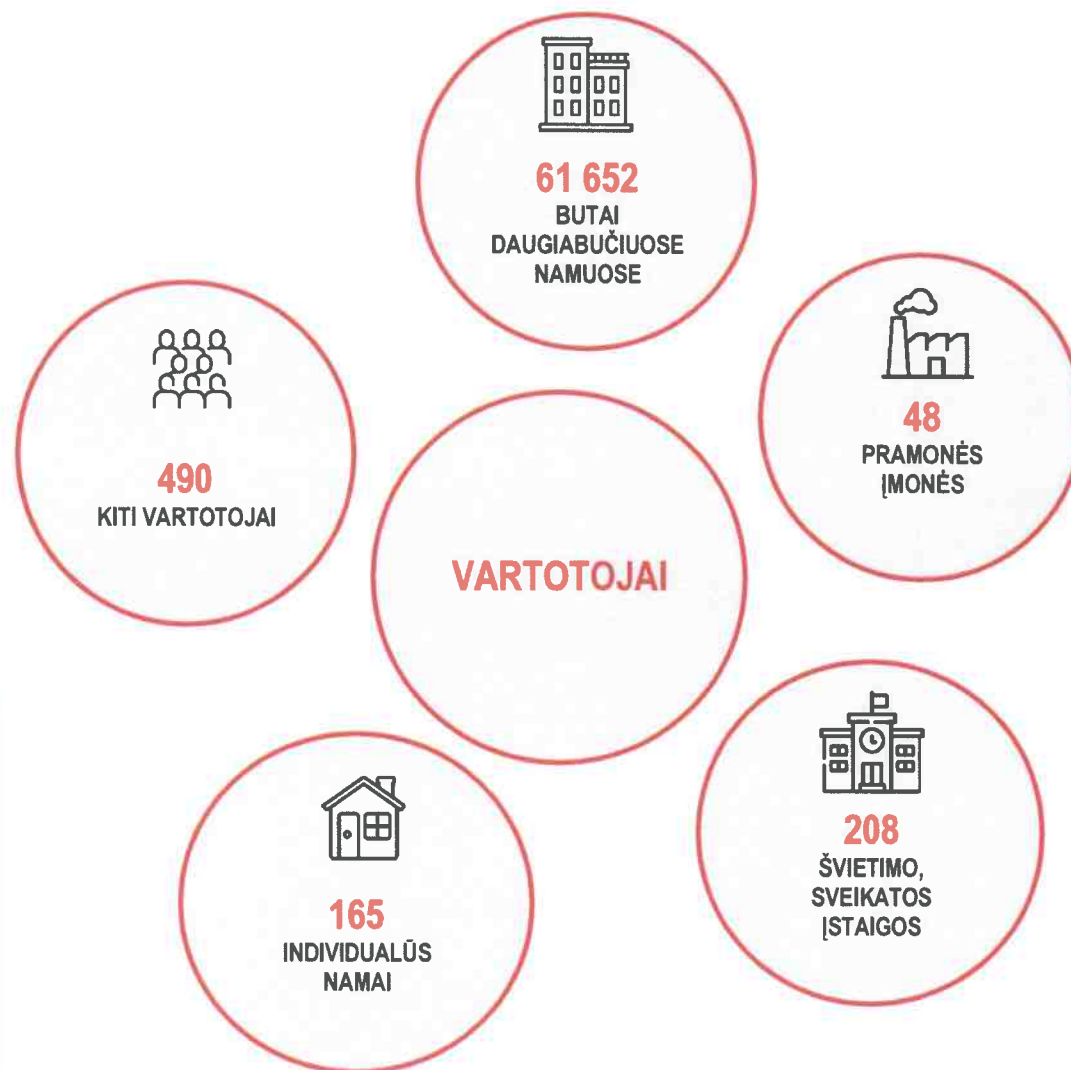 61 652
BUTAI
DAUGIABUČIUOSE
NAMUOSE
490
KITI VARTOTOJAI
48
PRAMONĖS
ĮMONĖS
VARTOTOJAI
165
INDIVIDUALŪS
NAMAI
208
ŠVIETIMO,
SVEIKATOS
ĮSTAIGOS